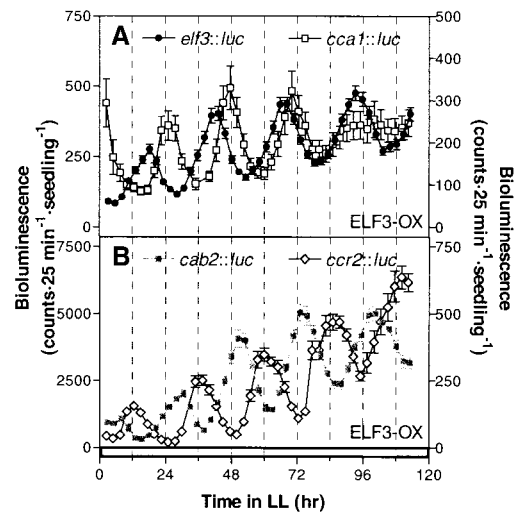 A elf3::luc cca1::luc
750
500
250
0
500
400
300
200
100
0
ELF3-OX
Bioluminescence
(counts·25 min⁻¹·seedling⁻¹)
Bioluminescence
(counts·25 min⁻¹·seedling⁻¹)
B cab2::luc ccr2::luc
7500
5000
2500
0
750
500
250
0
ELF3-OX
0 24 48 72 96 120
Time in LL (hr)